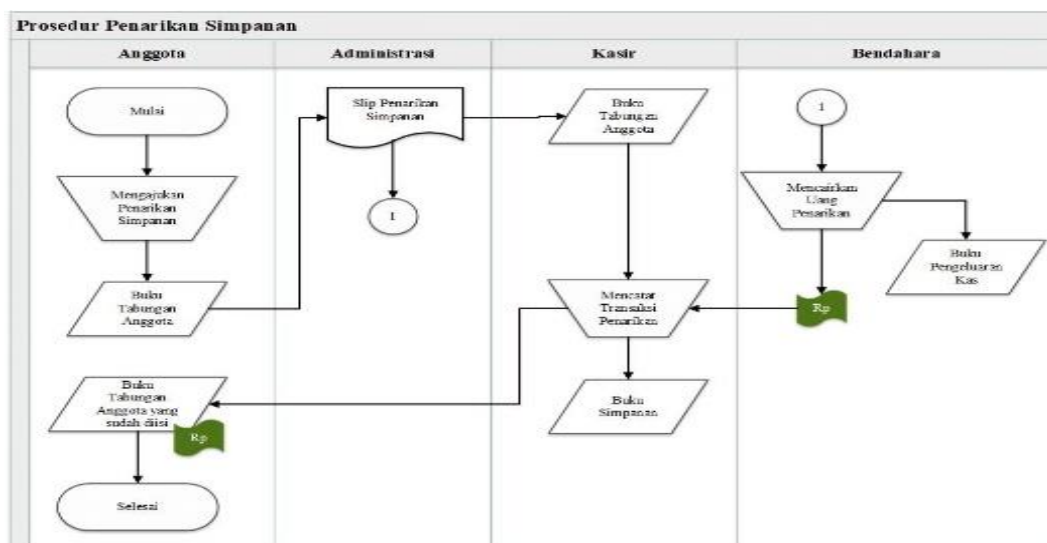 Prosedur Penarikan Simpanan
Anggota
Administrasi
Kasir
Bendahara
Mulai
Mengajukan
Penarikan
Simpanan
Buku
Tabungan
Anggota
Buku
Tabungan
Anggota yang
sudah diisi
Rp
Selesai
Slip Penarikan
Simpanan
1
Buku
Tabungan
Anggota
Mencatat
Transaksi
Penarikan
Buku
Simpanan
1
Mencairkan
Uang
Penarikan
Buku
Pengeluaran
Kas
Rp